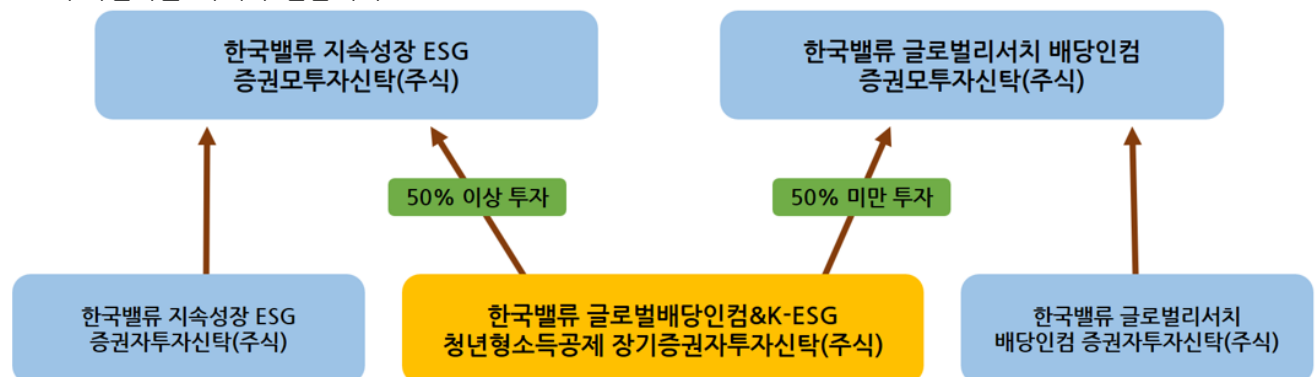 한국밸류 지속성장 ESG
증권모투자신탁(주식)
한국밸류 글로벌리서치 배당인컴
증권모투자신탁(주식)
50% 이상 투자
50% 미만 투자
한국밸류 지속성장 ESG
증권자투자신탁(주식)
한국밸류 글로벌배당인컴&K-ESG
청년형소득공제 장기증권자투자신탁(주식)
한국밸류 글로벌리서치
배당인컴 증권자투자신탁(주식)